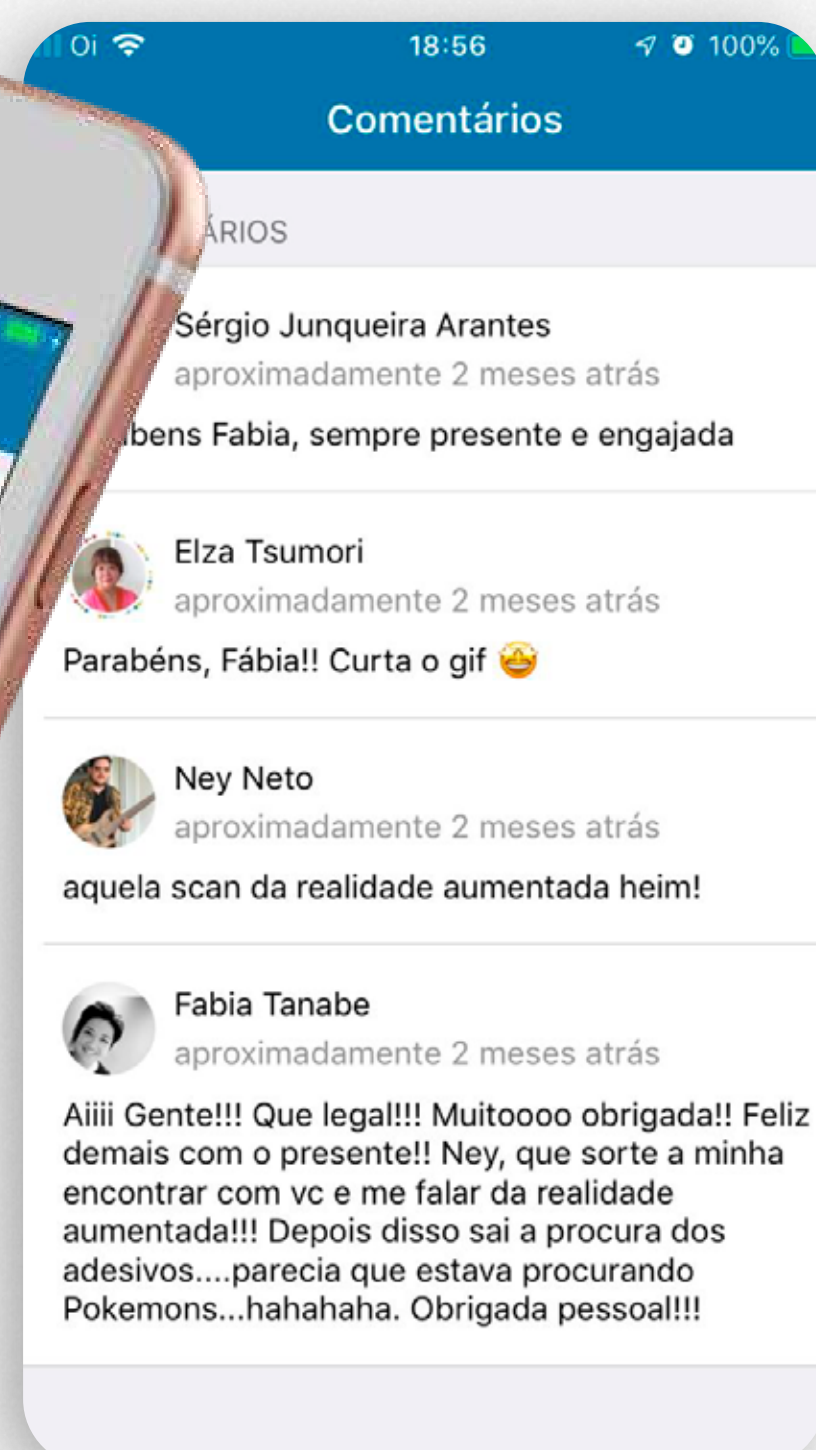 Oi 18:56 100%
Comentários
ÁRIOS
Sérgio Junqueira Arantes
aproximadamente 2 meses atrás
bens Fabia, sempre presente e engajada
Elza Tsumori
aproximadamente 2 meses atrás
Parabéns, Fábia!! Curta o gif 🤩
Ney Neto
aproximadamente 2 meses atrás
aquela scan da realidade aumentada heim!
Fabia Tanabe
aproximadamente 2 meses atrás
Aiiii Gente!!! Que legal!!! Muitoooo obrigada!! Feliz
demais com o presente!! Ney, que sorte a minha
encontrar com vc e me falar da realidade
aumentada!!! Depois disso sai a procura dos
adesivos....parecia que estava procurando
Pokemons...hahahaha. Obrigada pessoal!!!